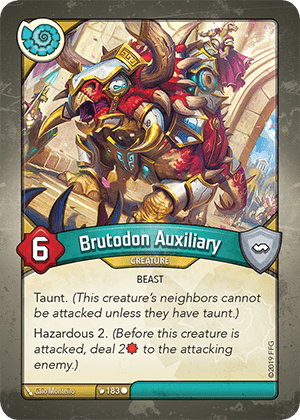 6
Brutodon Auxiliary
CREATURE
BEAST
Taunt. (This creature's neighbors cannot
be attacked unless they have taunt.)
Hazardous 2. (Before this creature is
attacked, deal 2 to the attacking
enemy.)
Caio Monteiro
183
©2019 FFG